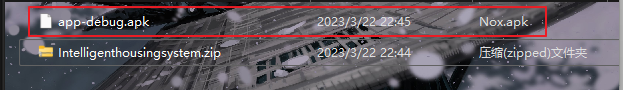 app-debug.apk 2023/3/22 22:45 Nox.apk
Intelligenthousingsystem.zip 2023/3/22 22:44 压缩(zipped)文件夹